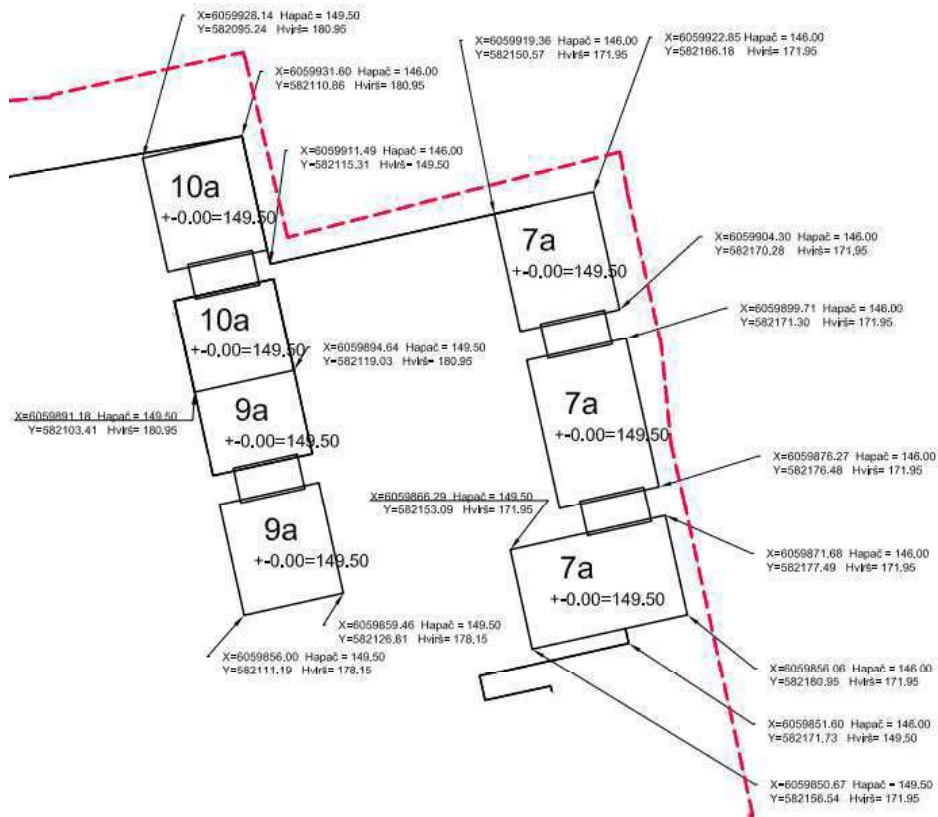 X=6059928.14 Hapač = 149.50
Y=582095.24 Hvirš= 180.95
X=6059931.60 Hapač = 146.00
Y=582110.86 Hvirš= 180.95
X=6059919.36 Hapač = 146.00
Y=582150.57 Hvirš= 171.95
X=6059922.85 Hapač = 146.00
Y=582166.18 Hvirš= 171.95
X=6059911.49 Hapač = 146.00
Y=582115.31 Hvirš= 149.50
10a
+-0.00=149.50
7a
+-0.00=149.50
X=6059904.30 Hapač = 146.00
Y=582170.28 Hvirš= 171.95
X=6059899.71 Hapač = 146.00
Y=582171.30 Hvirš= 171.95
10a
+-0.00=149.50
X=6059894.64 Hapač = 149.50
Y=582119.03 Hvirš= 180.95
X=6059891.18 Hapač = 149.50
Y=582103.41 Hvirš= 180.95
9a
+-0.00=149.50
7a
+-0.00=149.50
X=6059876.27 Hapač = 146.00
Y=582176.48 Hvirš= 171.95
X=6059866.29 Hapač = 149.50
Y=582153.09 Hvirš= 171.95
9a
+-0.00=149.50
7a
+-0.00=149.50
X=6059871.68 Hapač = 146.00
Y=582177.49 Hvirš= 171.95
X=6059859.46 Hapač = 149.50
Y=582126.81 Hvirš= 178.15
X=6059856.00 Hapač = 149.50
Y=582111.19 Hvirš= 178.15
X=6059856.06 Hapač = 146.00
Y=582180.95 Hvirš= 171.95
X=6059851.60 Hapač = 146.00
Y=582171.73 Hvirš= 149.50
X=6059850.67 Hapač = 149.50
Y=582156.54 Hvirš= 171.95